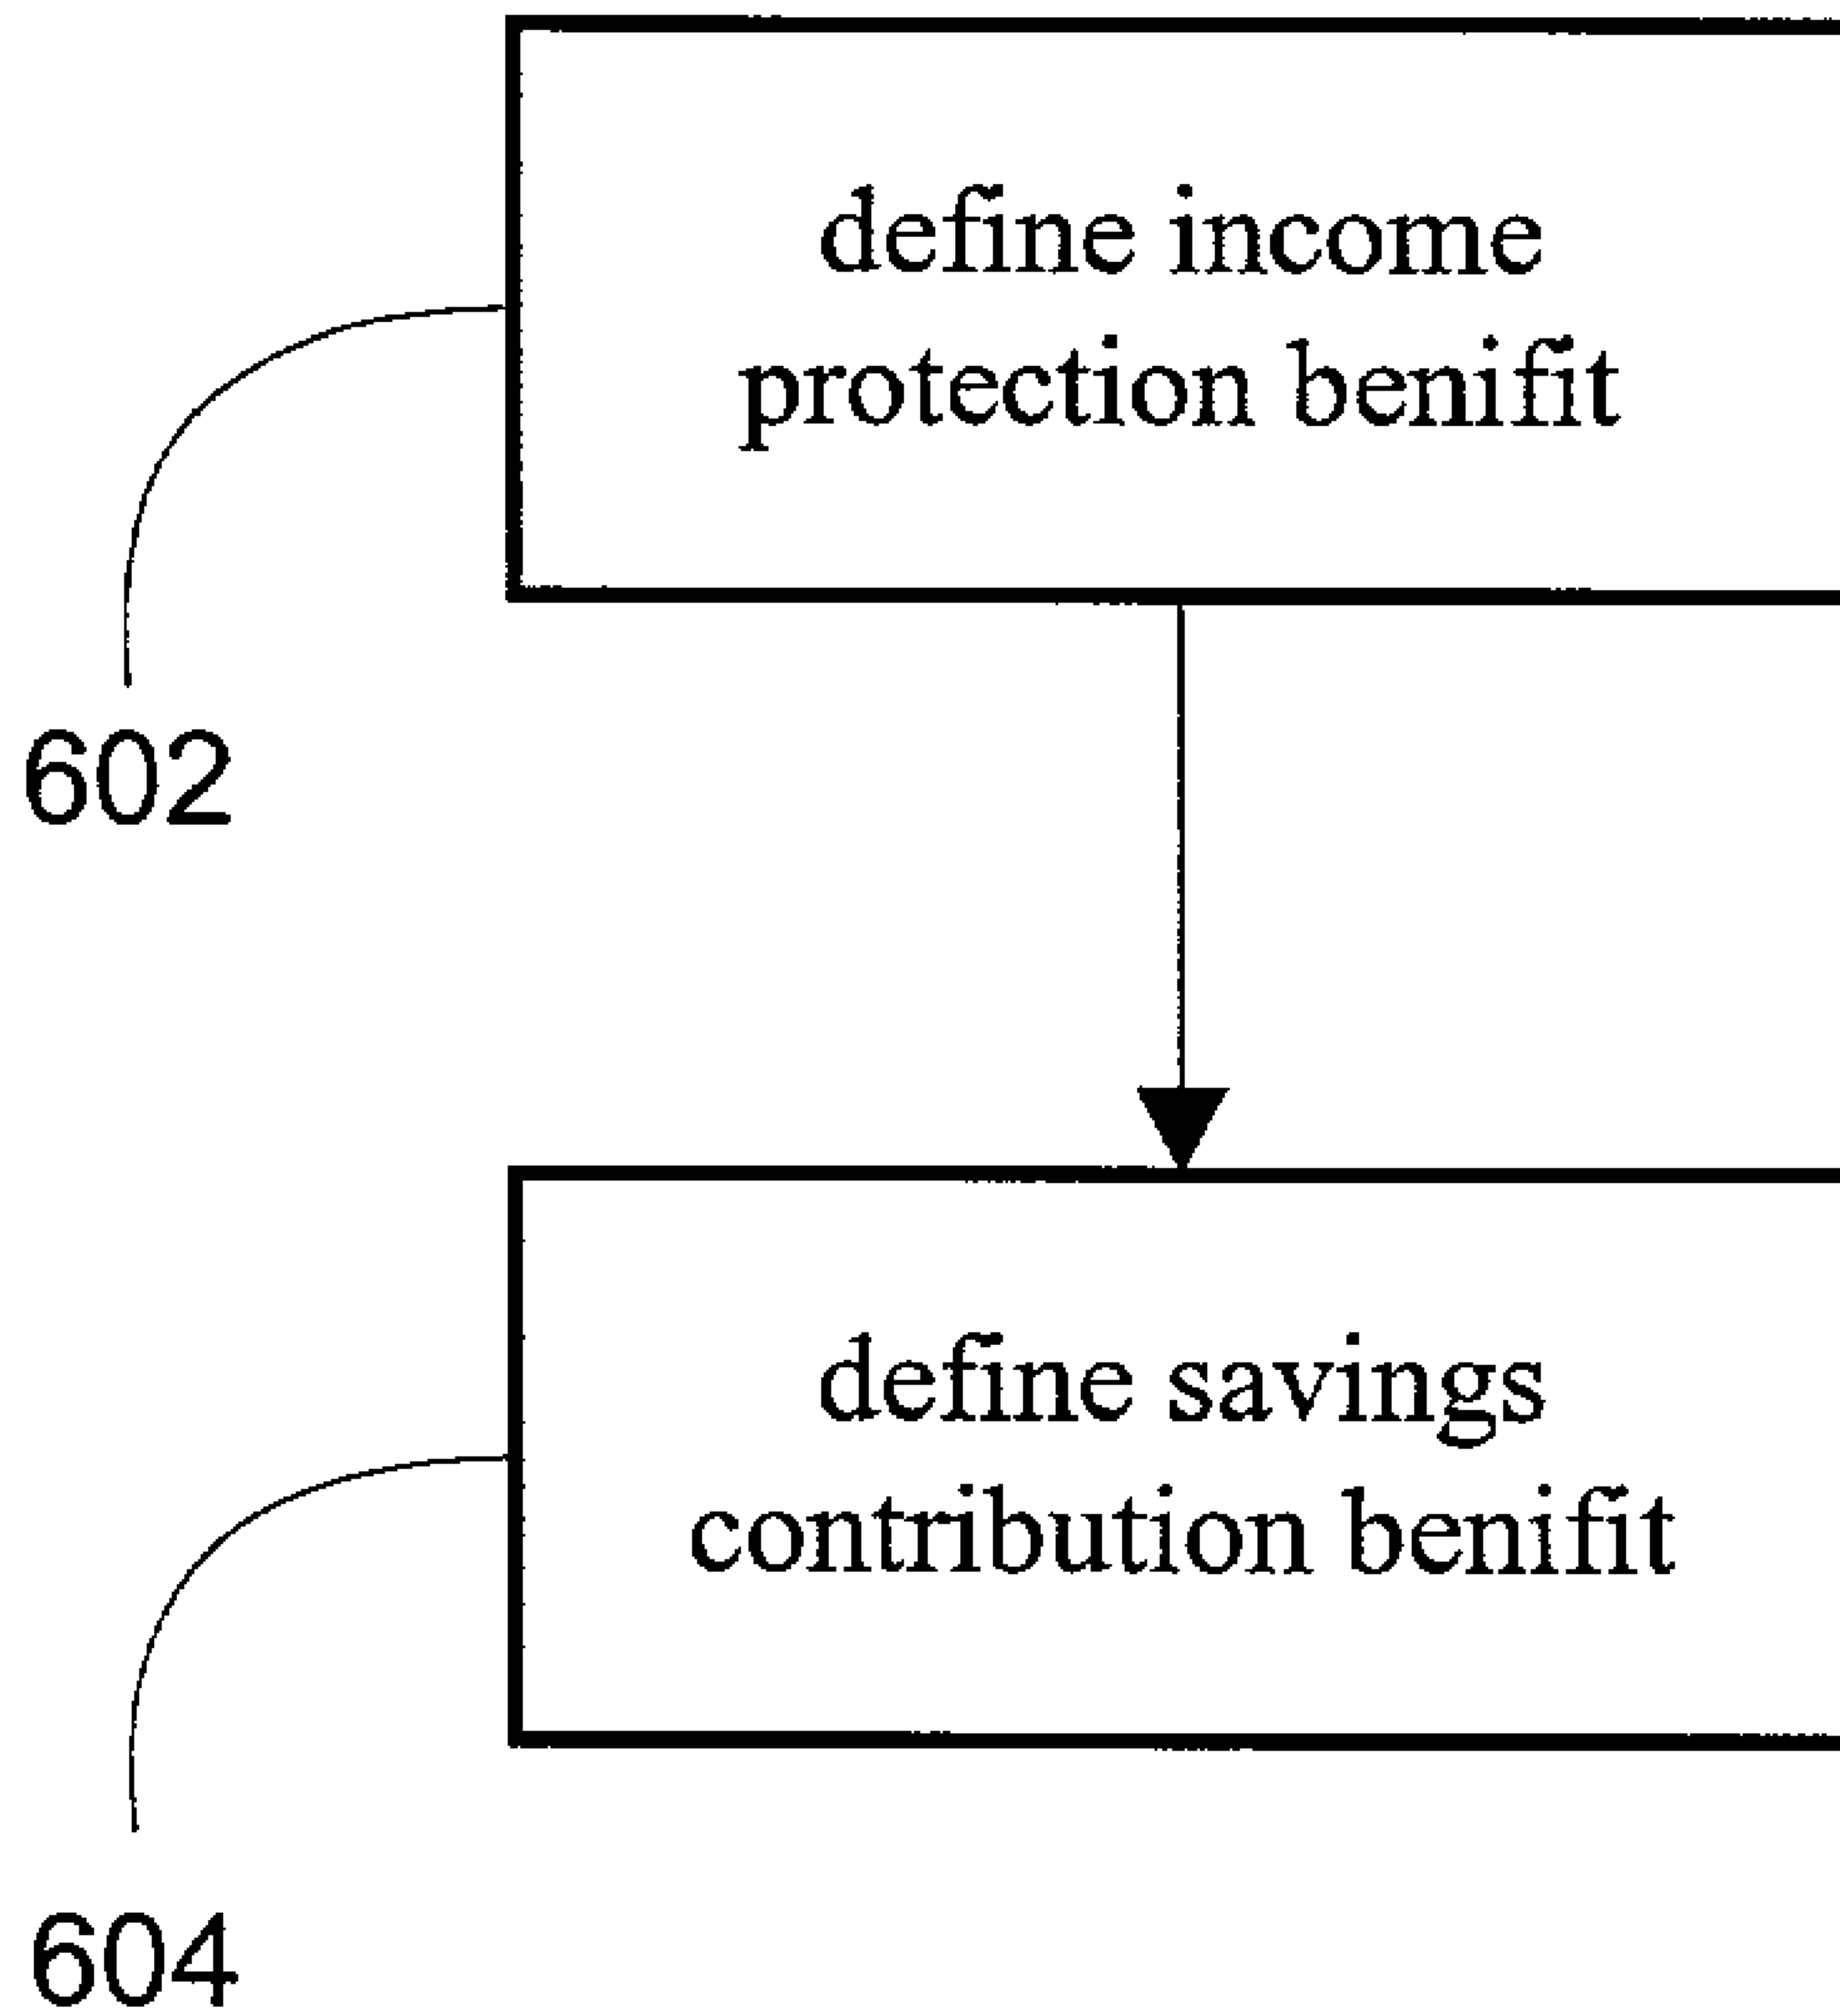 define income
protection benifit
602
define savings
contribution benifit
604